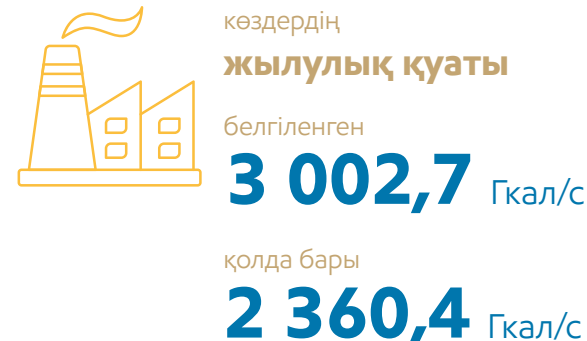 көздердің
жылулық қуаты
белгіленген
3 002,7 Гкал/с
қолда бары
2 360,4 Гкал/с